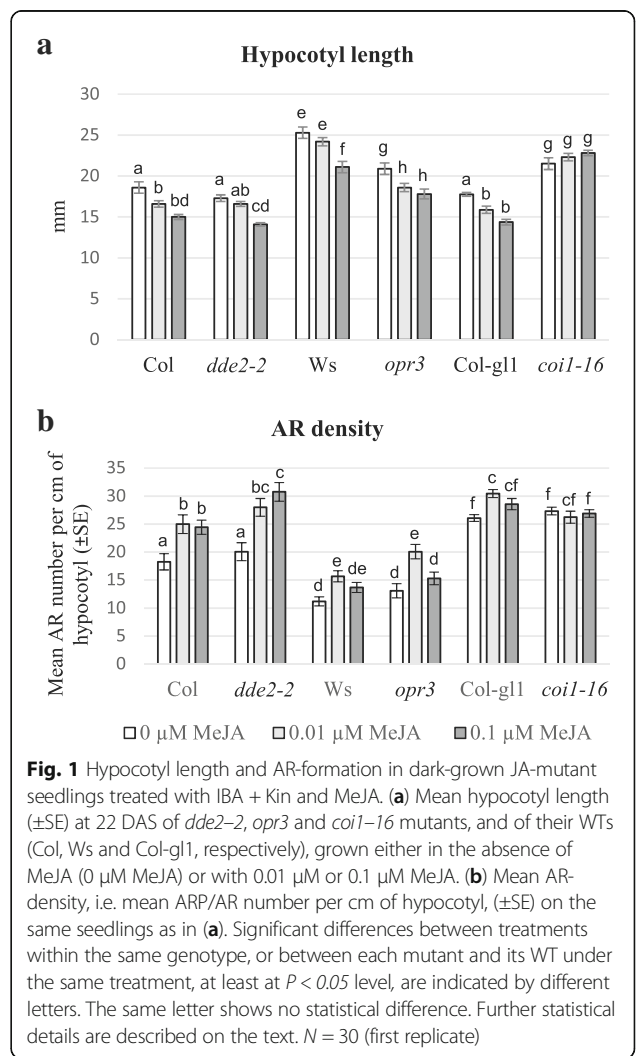 a
Hypocotyl length
30
25
20
15
10
5
0
mm
a b bd
a ab cd
e e f
g h h
a b b
g g g
Col dde2-2 Ws opr3 Col-gl1 coi1-16
b
AR density
35
30
25
20
15
10
5
0
Mean AR number per cm of
hypocotyl (±SE)
a b b
a bc c
d e de
d e d
f c cf
f cf f
Col dde2-2 Ws opr3 Col-gl1 coi1-16
0 µM MeJA 0.01 µM MeJA 0.1 µM MeJA
Fig. 1 Hypocotyl length and AR-formation in dark-grown JA-mutant
seedlings treated with IBA + Kin and MeJA. (a) Mean hypocotyl length
(±SE) at 22 DAS of dde2–2, opr3 and coi1–16 mutants, and of their WTs
(Col, Ws and Col-gl1, respectively), grown either in the absence of
MeJA (0 µM MeJA) or with 0.01 µM or 0.1 µM MeJA. (b) Mean AR-
density, i.e. mean ARP/AR number per cm of hypocotyl, (±SE) on the
same seedlings as in (a). Significant differences between treatments
within the same genotype, or between each mutant and its WT under
the same treatment, at least at P < 0.05 level, are indicated by different
letters. The same letter shows no statistical difference. Further statistical
details are described on the text. N = 30 (first replicate)